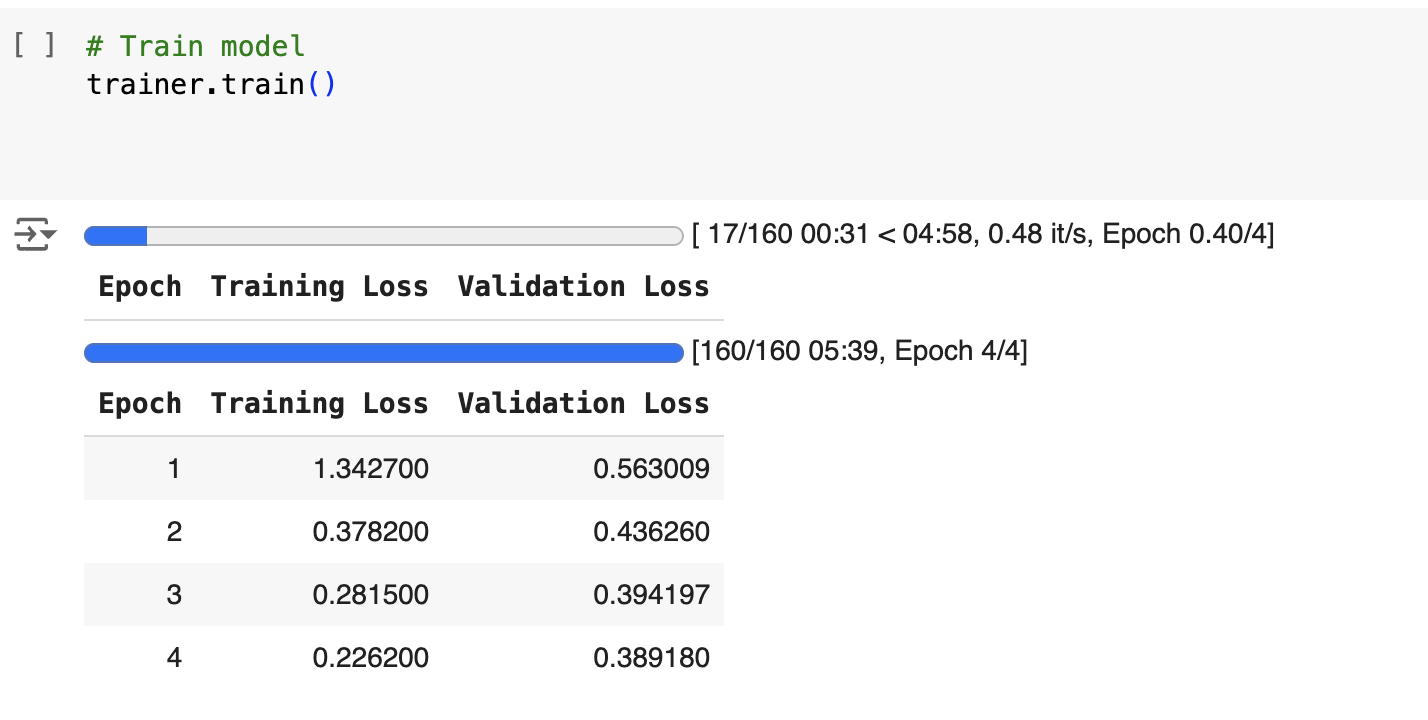 [ ] # Train model
trainer.train()
[ 17/160 00:31 < 04:58, 0.48 it/s, Epoch 0.40/4]
Epoch Training Loss Validation Loss
[160/160 05:39, Epoch 4/4]
Epoch Training Loss Validation Loss
1 1.342700 0.563009
2 0.378200 0.436260
3 0.281500 0.394197
4 0.226200 0.389180